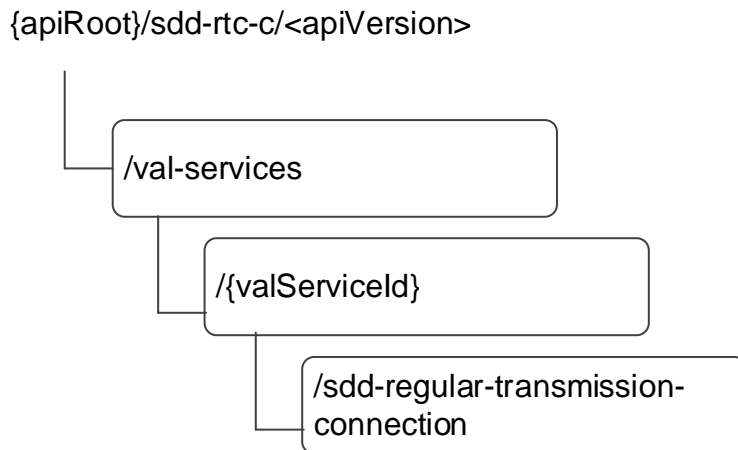 {apiRoot}/sdd-rtc-c/<apiVersion>
/val-services
/{valServiceId}
/sdd-regular-transmission-
connection